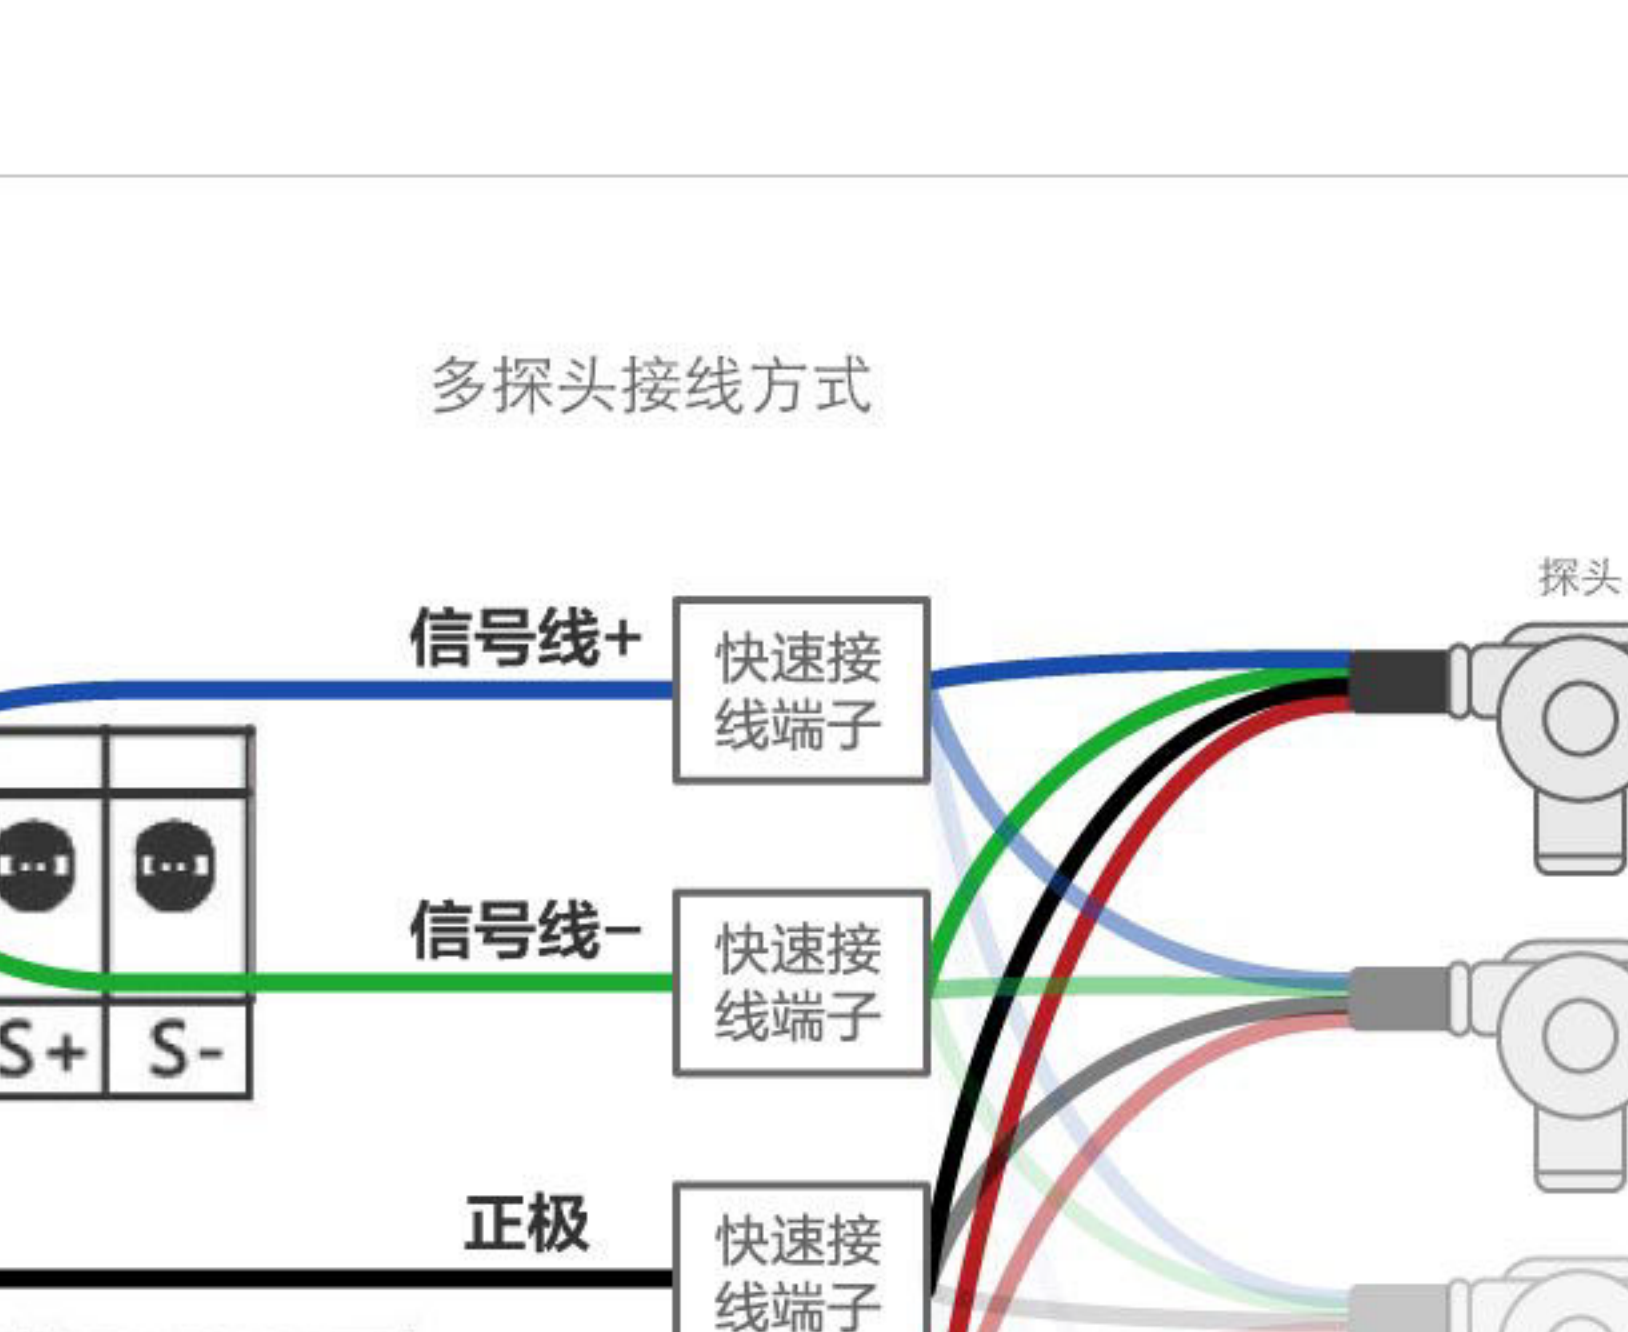 多探头接线方式
探头
信号线+
快速接
线端子
信号线-
快速接
线端子
S+
S-
正极
快速接
线端子